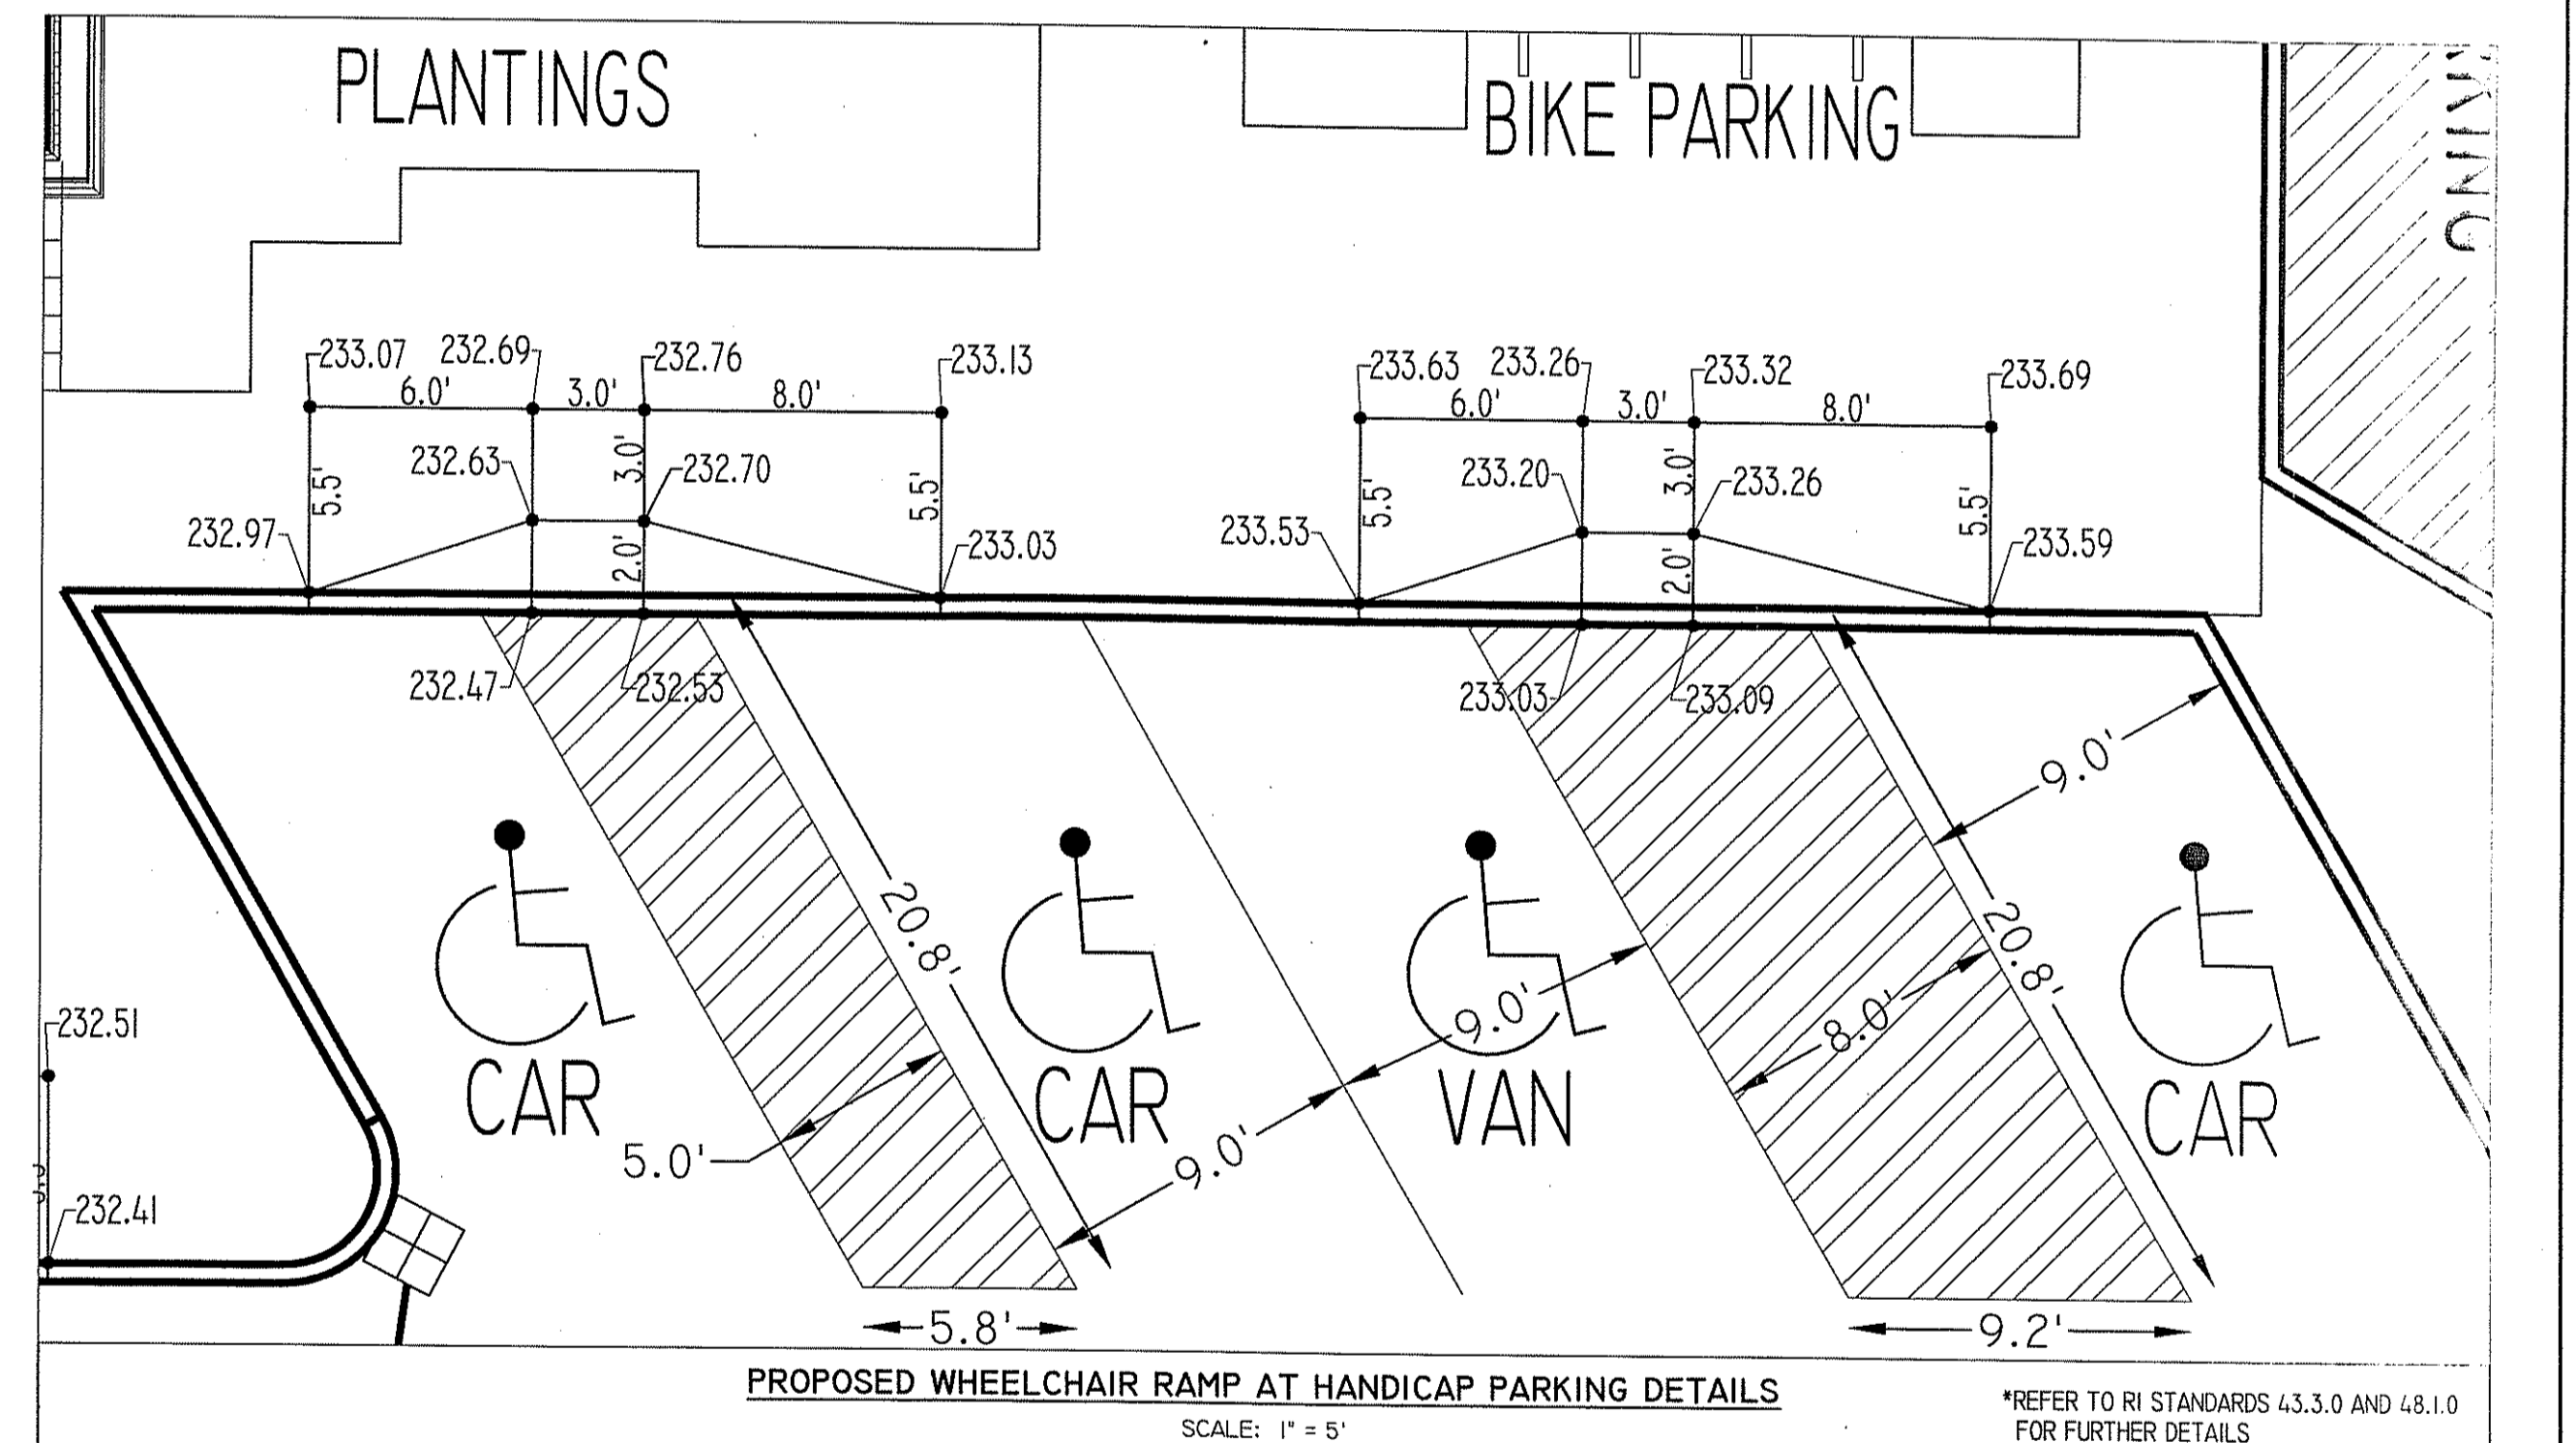 PLANTINGS
BIKE PARKING
233.07 232.69 232.76 233.13
6.0' 3.0' 8.0'
233.63 233.26 233.32 233.69
6.0' 3.0' 8.0'
5.5' 232.63 3.0' 232.70 5.5'
5.5' 233.20 3.0' 233.26 5.5'
232.97 2.0' 233.03
233.53 2.0' 233.59
232.47 232.53
233.03 233.09
9.0'
20.8'
20.8'
9.0'
8.0'
232.51
CAR
CAR
VAN
CAR
5.0'
9.0'
232.41
5.8'
9.2'
PROPOSED WHEELCHAIR RAMP AT HANDICAP PARKING DETAILS
SCALE: 1" = 5'
*REFER TO RI STANDARDS 43.3.0 AND 48.1.0
FOR FURTHER DETAILS